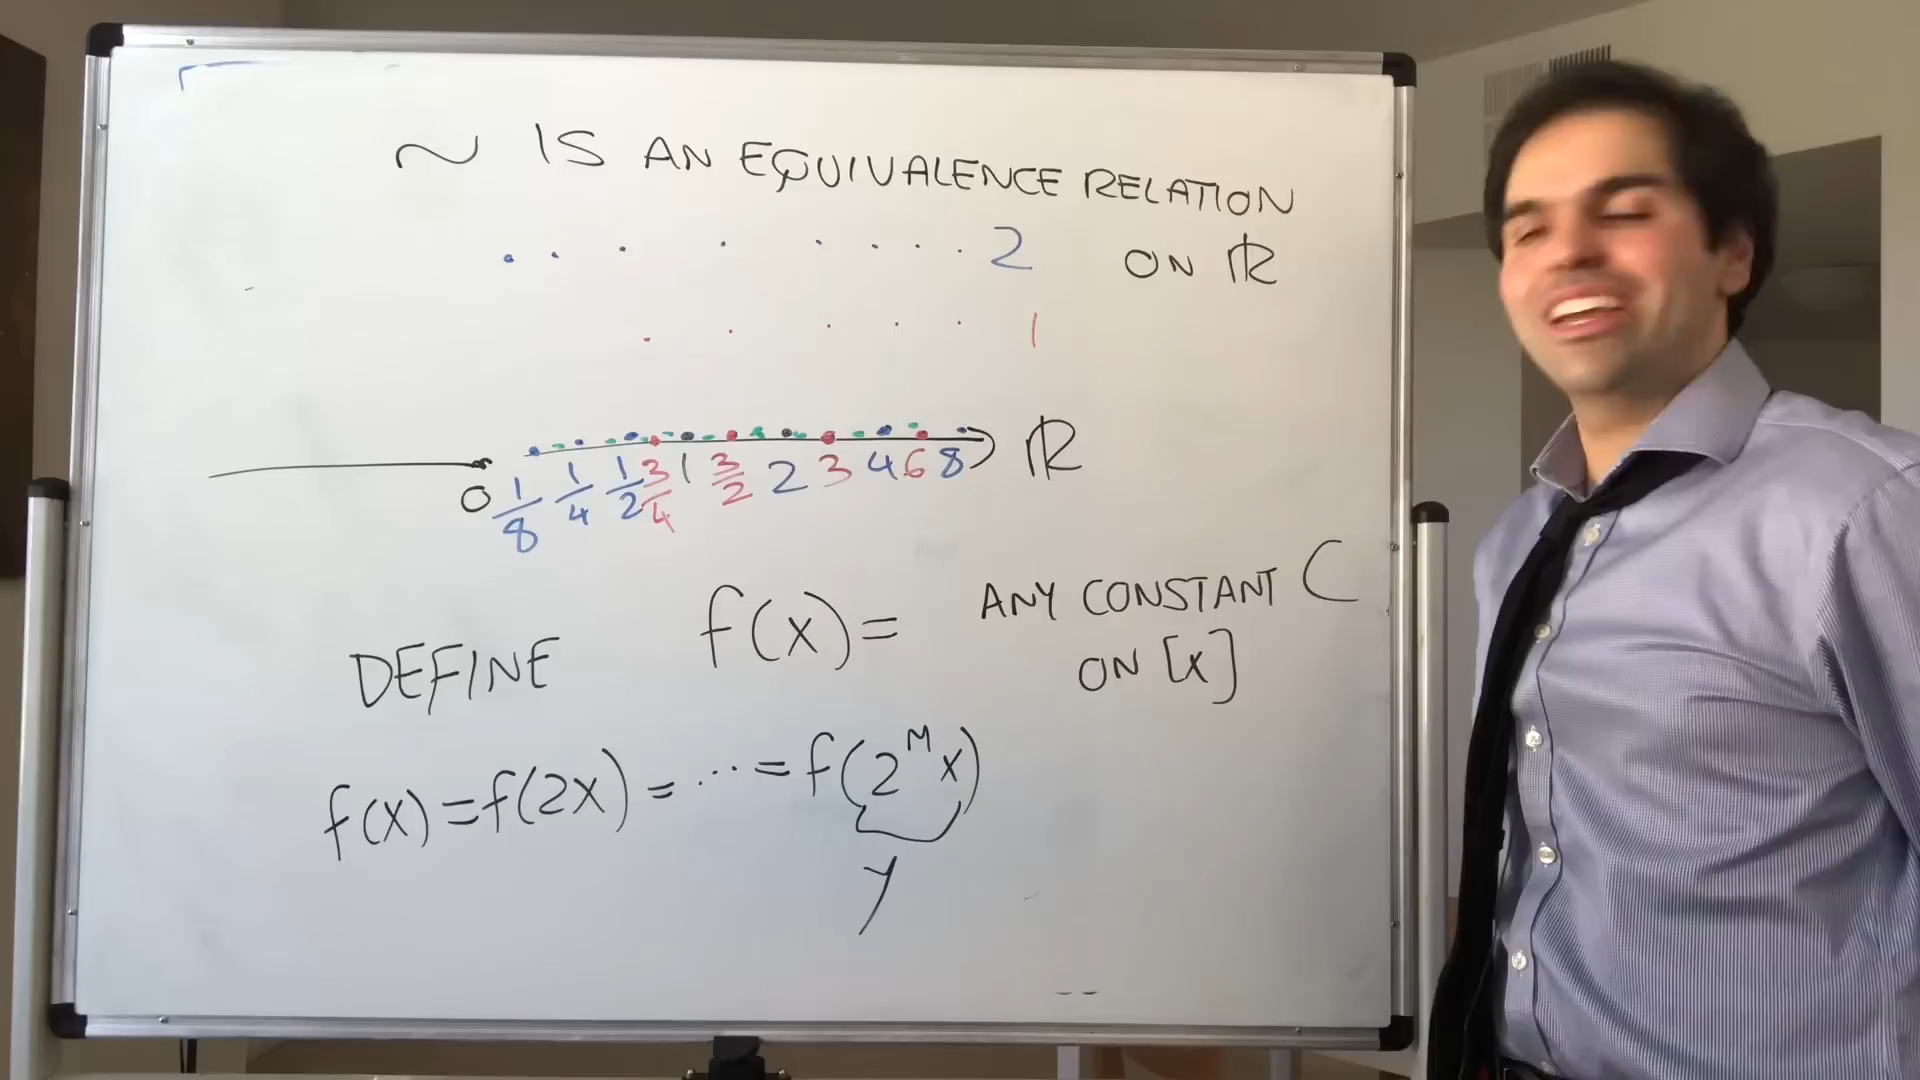 ~ IS AN EQUIVALENCE RELATION
ON ℝ
2
1
0 1/8 1/4 1/2 3/4 1 3/2 2 3 4 6 8 ℝ
DEFINE f(x)= ANY CONSTANT C
ON [x]
f(x)=f(2x)=...=f(2^M x)
y